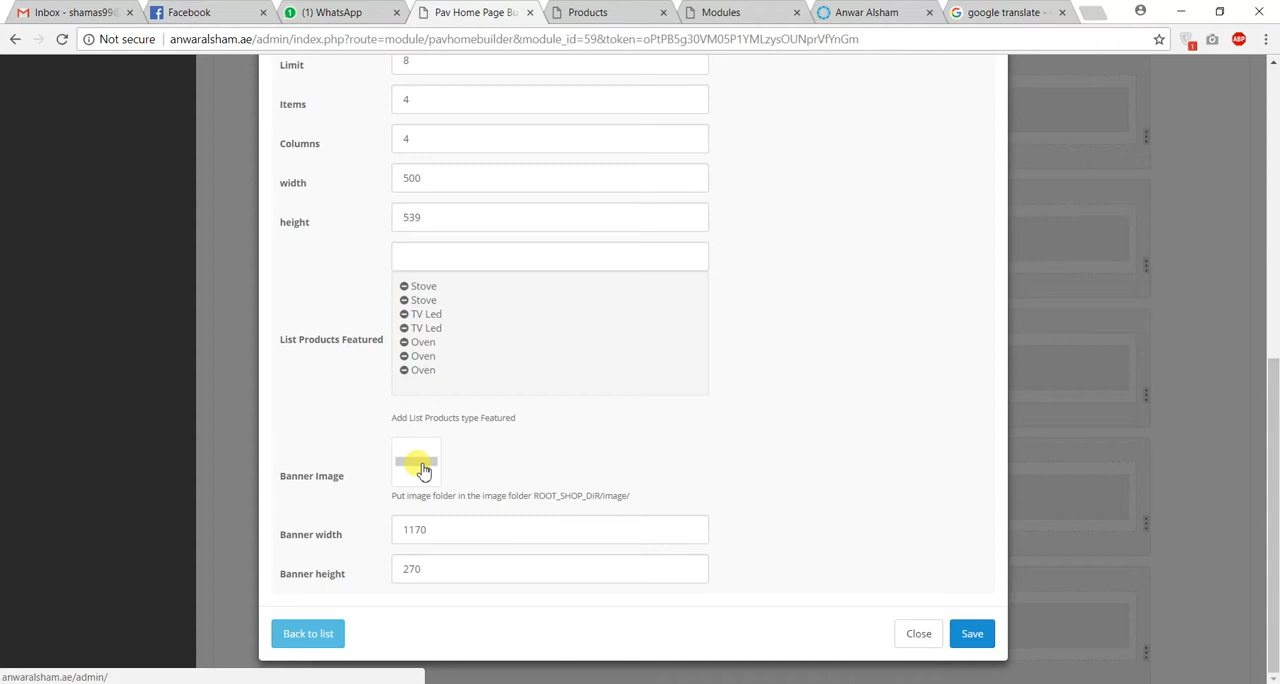 Inbox - shamas99@
Facebook
(1) WhatsApp
Pav Home Page Bu
Products
Modules
Anwar Alsham
google translate -
Not secure anwaralsham.ae/admin/index.php?route=module/pavhomebuilder&module_id=59&token=oPtPB5g30VM05P1YMLzysOUNprVfYnGm
1
ABP
Limit 8
Items 4
Columns 4
width 500
height 539
Stove
Stove
TV Led
TV Led
List Products Featured
Oven
Oven
Oven
Add List Products type Featured
Banner Image
Put image folder in the image folder ROOT_SHOP_DIR/image/
Banner width 1170
Banner height 270
Back to list Close Save
anwaralsham.ae/admin/